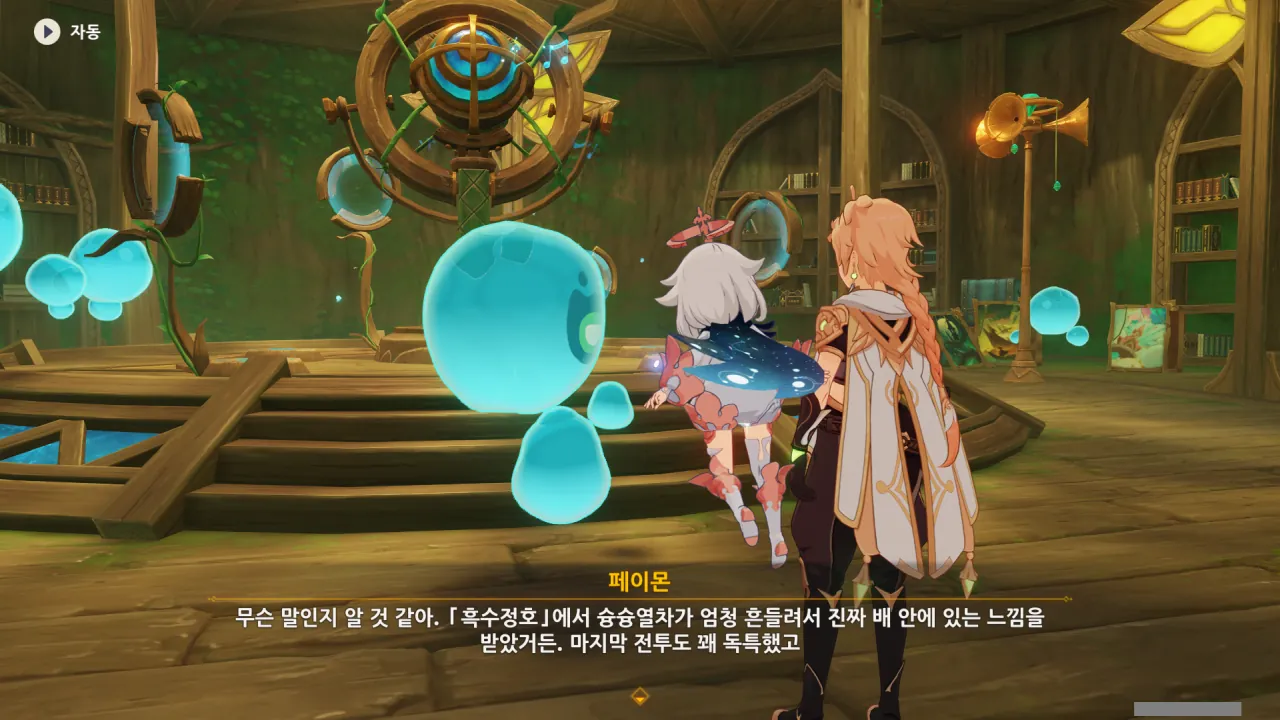 자동
페이몬
무슨 말인지 알 것 같아. 「흑수정호」에서 슝슝열차가 엄청 흔들려서 진짜 배 안에 있는 느낌을
받았거든. 마지막 전투도 꽤 독특했고